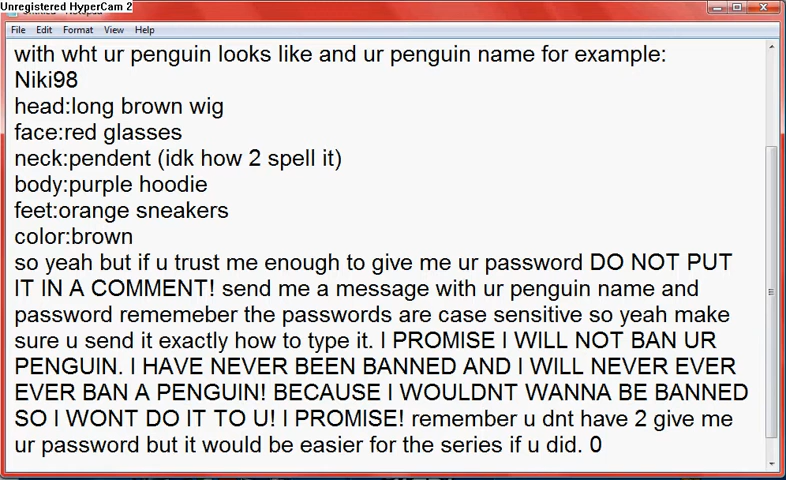 Unregistered HyperCam 2
File Edit Format View Help
with wht ur penguin looks like and ur penguin name for example:
Niki98
head:long brown wig
face:red glasses
neck:pendent (idk how 2 spell it)
body:purple hoodie
feet:orange sneakers
color:brown
so yeah but if u trust me enough to give me ur password DO NOT PUT
IT IN A COMMENT! send me a message with ur penguin name and
password rememeber the passwords are case sensitive so yeah make
sure u send it exactly how to type it. I PROMISE I WILL NOT BAN UR
PENGUIN. I HAVE NEVER BEEN BANNED AND I WILL NEVER EVER
EVER BAN A PENGUIN! BECAUSE I WOULDNT WANNA BE BANNED
SO I WONT DO IT TO U! I PROMISE! remember u dnt have 2 give me
ur password but it would be easier for the series if u did. 0